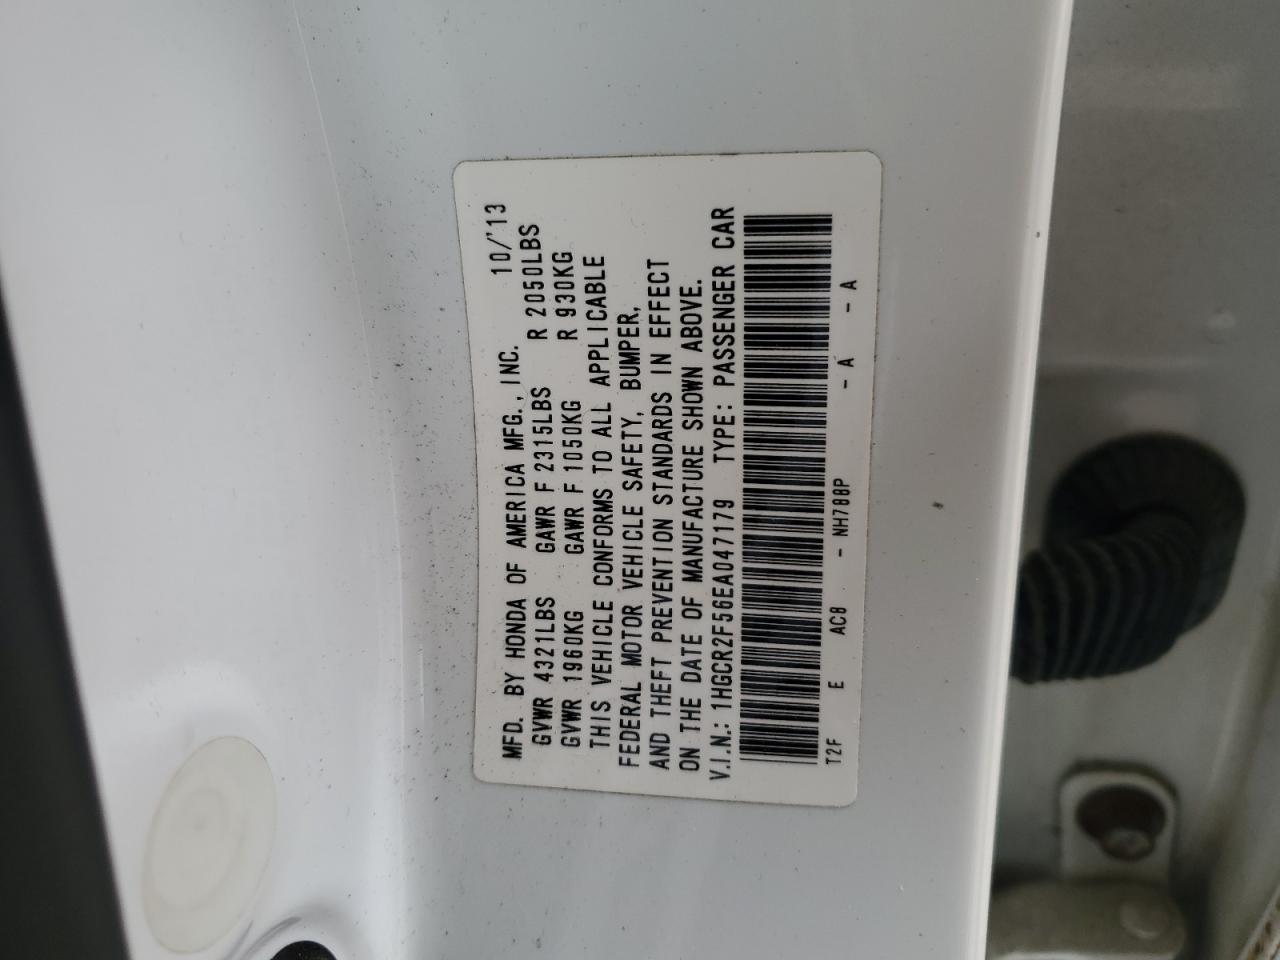 MFD. BY HONDA OF AMERICA MFG., INC. 10/'13
GVWR 4321LBS GAWR F 2315LBS R 2050LBS
GVWR 1960KG GAWR F 1050KG R 930KG
THIS VEHICLE CONFORMS TO ALL APPLICABLE
FEDERAL MOTOR VEHICLE SAFETY, BUMPER,
AND THEFT PREVENTION STANDARDS IN EFFECT
ON THE DATE OF MANUFACTURE SHOWN ABOVE.
V.I.N.: 1HGCR2F56EA047179 TYPE: PASSENGER CAR
T2F E AC8 - NH788P - A - A